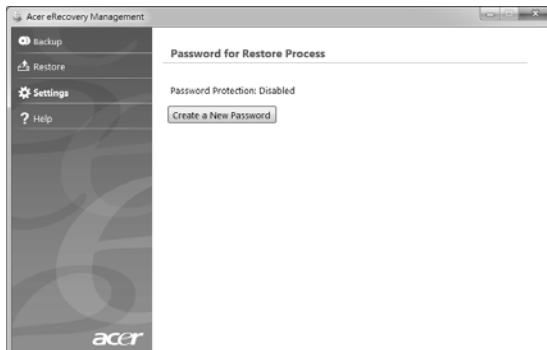 Acer eRecovery Management
Backup
Restore
Settings
Help
Password for Restore Process
Password Protection: Disabled
Create a New Password
acer